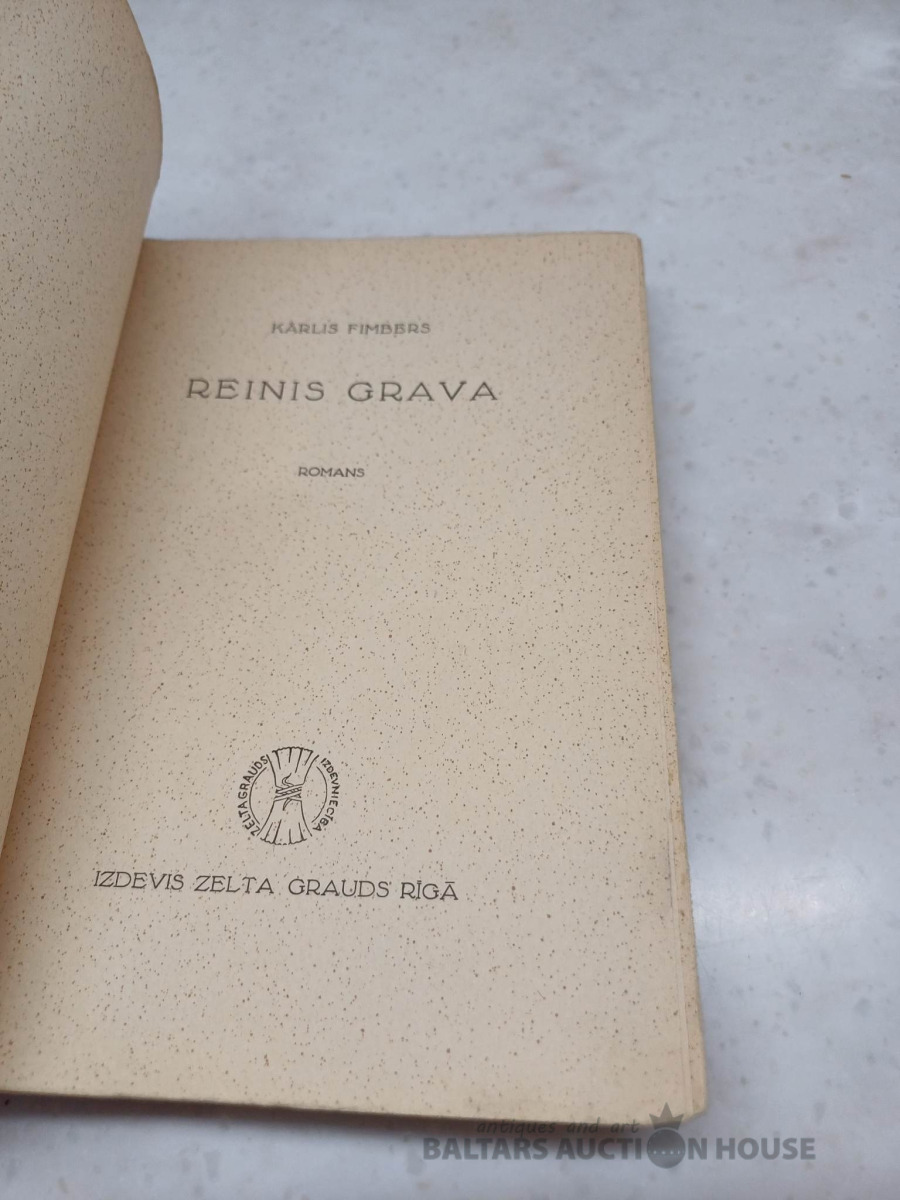 KĀRLIS FIMBERS
REINIS GRAVA
ROMANS
ZELTA GRAUDS IZDEVNIECĪBA
IZDEVIS ZELTA GRAUDS RĪGĀ
antiques and art
BALTARS AUCTION HOUSE